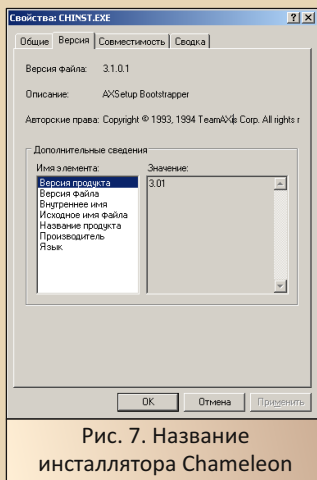 Свойства: CHINST.EXE
Общие Версия Совместимость Сводка
Версия файла: 3.1.0.1
Описание: AXSetup Bootstrapper
Авторские права: Copyright © 1993, 1994 TeamAXis Corp. All rights r
Дополнительные сведения
Имя элемента: Значение:
Версия продукта 3.01
Версия файла
Внутреннее имя
Исходное имя файла
Название продукта
Производитель
Язык
OK Отмена Применить
Рис. 7. Название
инсталлятора Chameleon